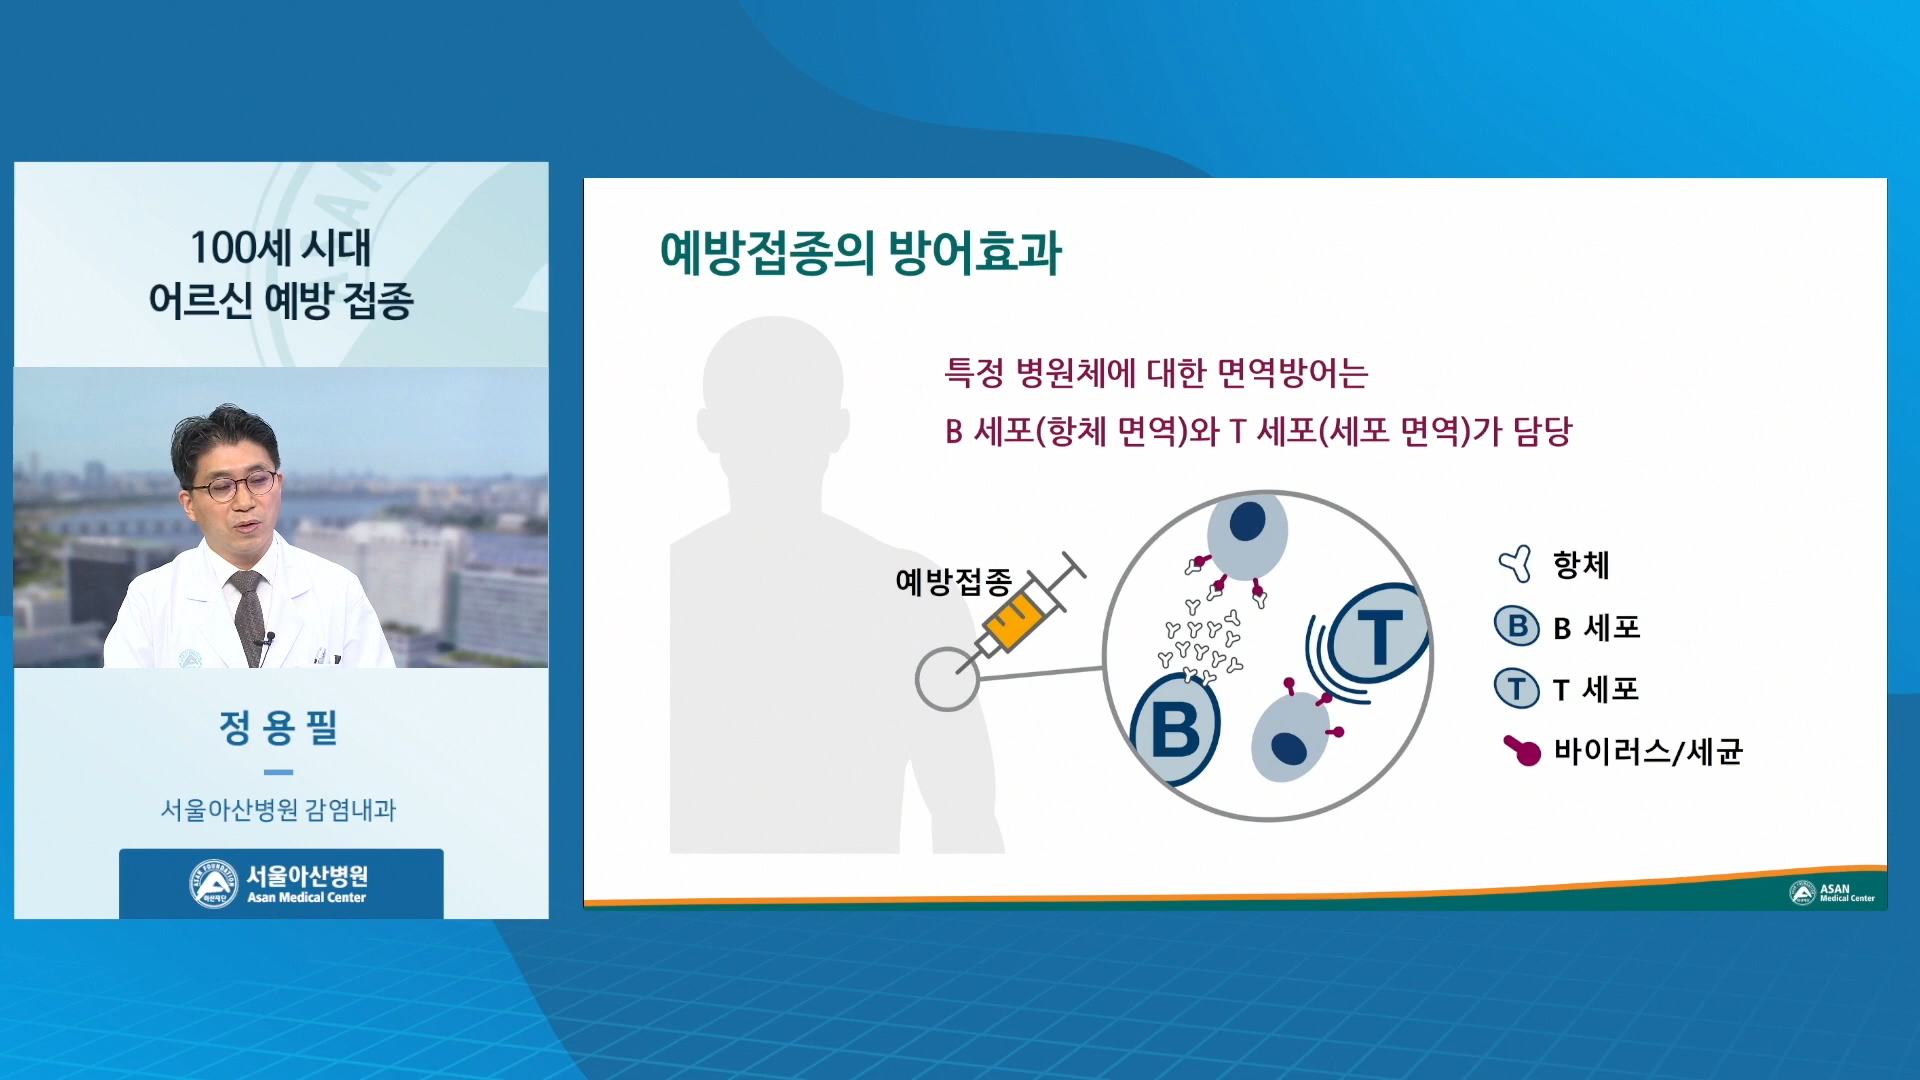 100세 시대
어르신 예방 접종
정 용 필
서울아산병원 감염내과
서울아산병원
Asan Medical Center
예방접종의 방어효과
특정 병원체에 대한 면역방어는
B 세포(항체 면역)와 T 세포(세포 면역)가 담당
예방접종
T
B
항체
B B 세포
T T 세포
바이러스/세균
ASAN
Medical Center